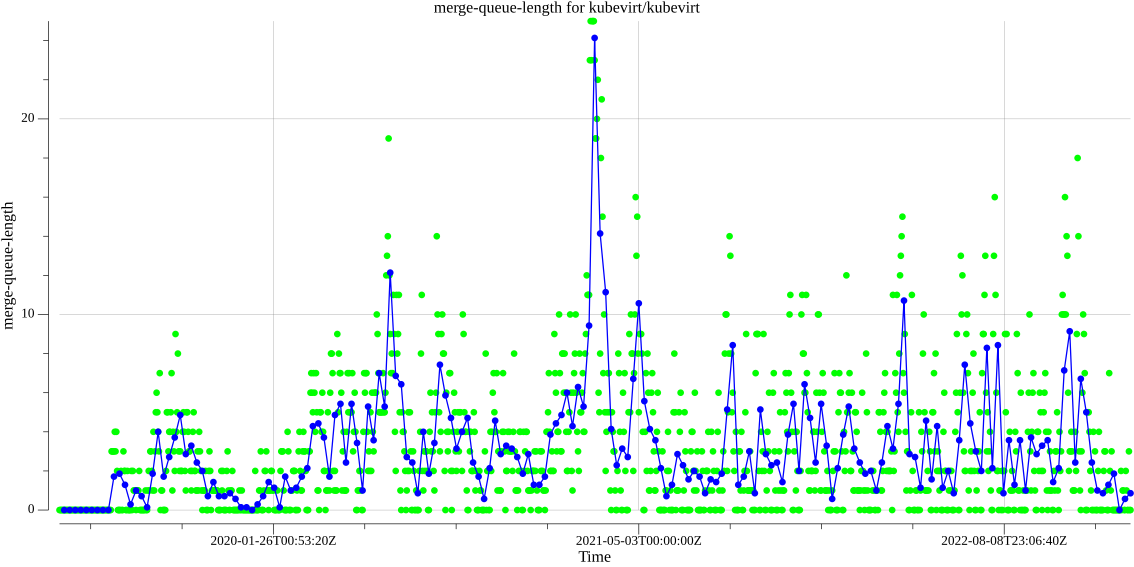 merge-queue-length for kubevirt/kubevirt
merge-queue-length
20
10
0
2020-01-26T00:53:20Z
2021-05-03T00:00:00Z
2022-08-08T23:06:40Z
Time